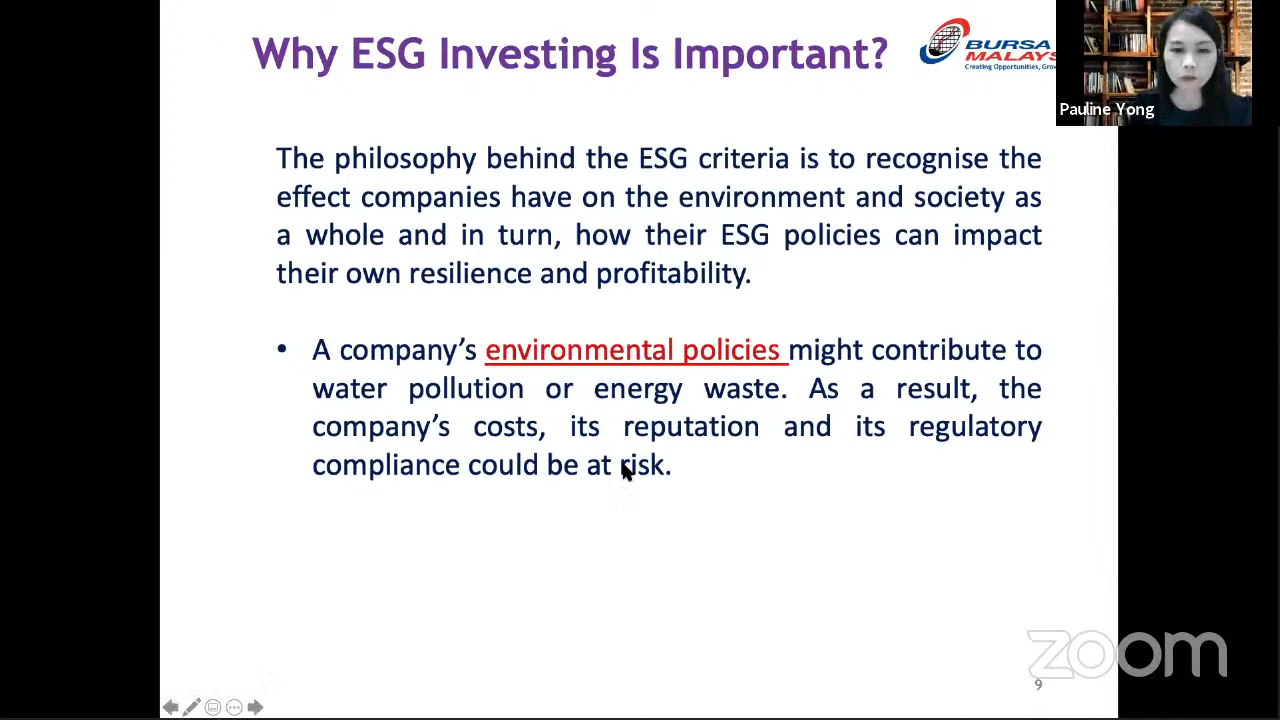 Why ESG Investing Is Important?
BURSA
MALAYS
Creating Opportunities, Grow
Pauline Yong
The philosophy behind the ESG criteria is to recognise the
effect companies have on the environment and society as
a whole and in turn, how their ESG policies can impact
their own resilience and profitability.
• A company's environmental policies might contribute to
water pollution or energy waste. As a result, the
company's costs, its reputation and its regulatory
compliance could be at risk.
zoom
9